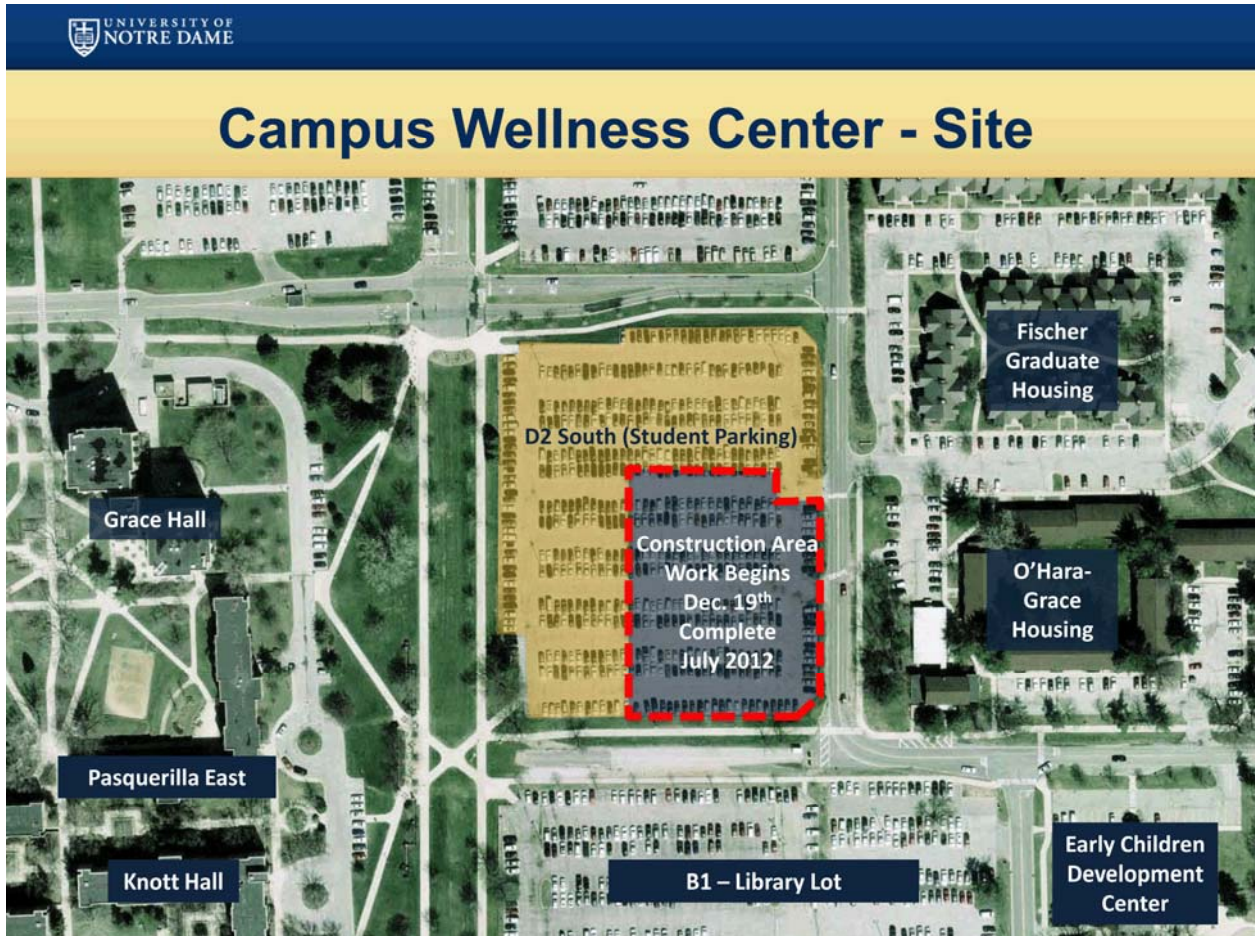 UNIVERSITY OF
NOTRE DAME
Campus Wellness Center - Site
Fischer
Graduate
Housing
D2 South (Student Parking)
Grace Hall
Construction Area
Work Begins
Dec. 19th
Complete
July 2012
O'Hara-
Grace
Housing
Pasquerilla East
Knott Hall
B1 – Library Lot
Early Children
Development
Center